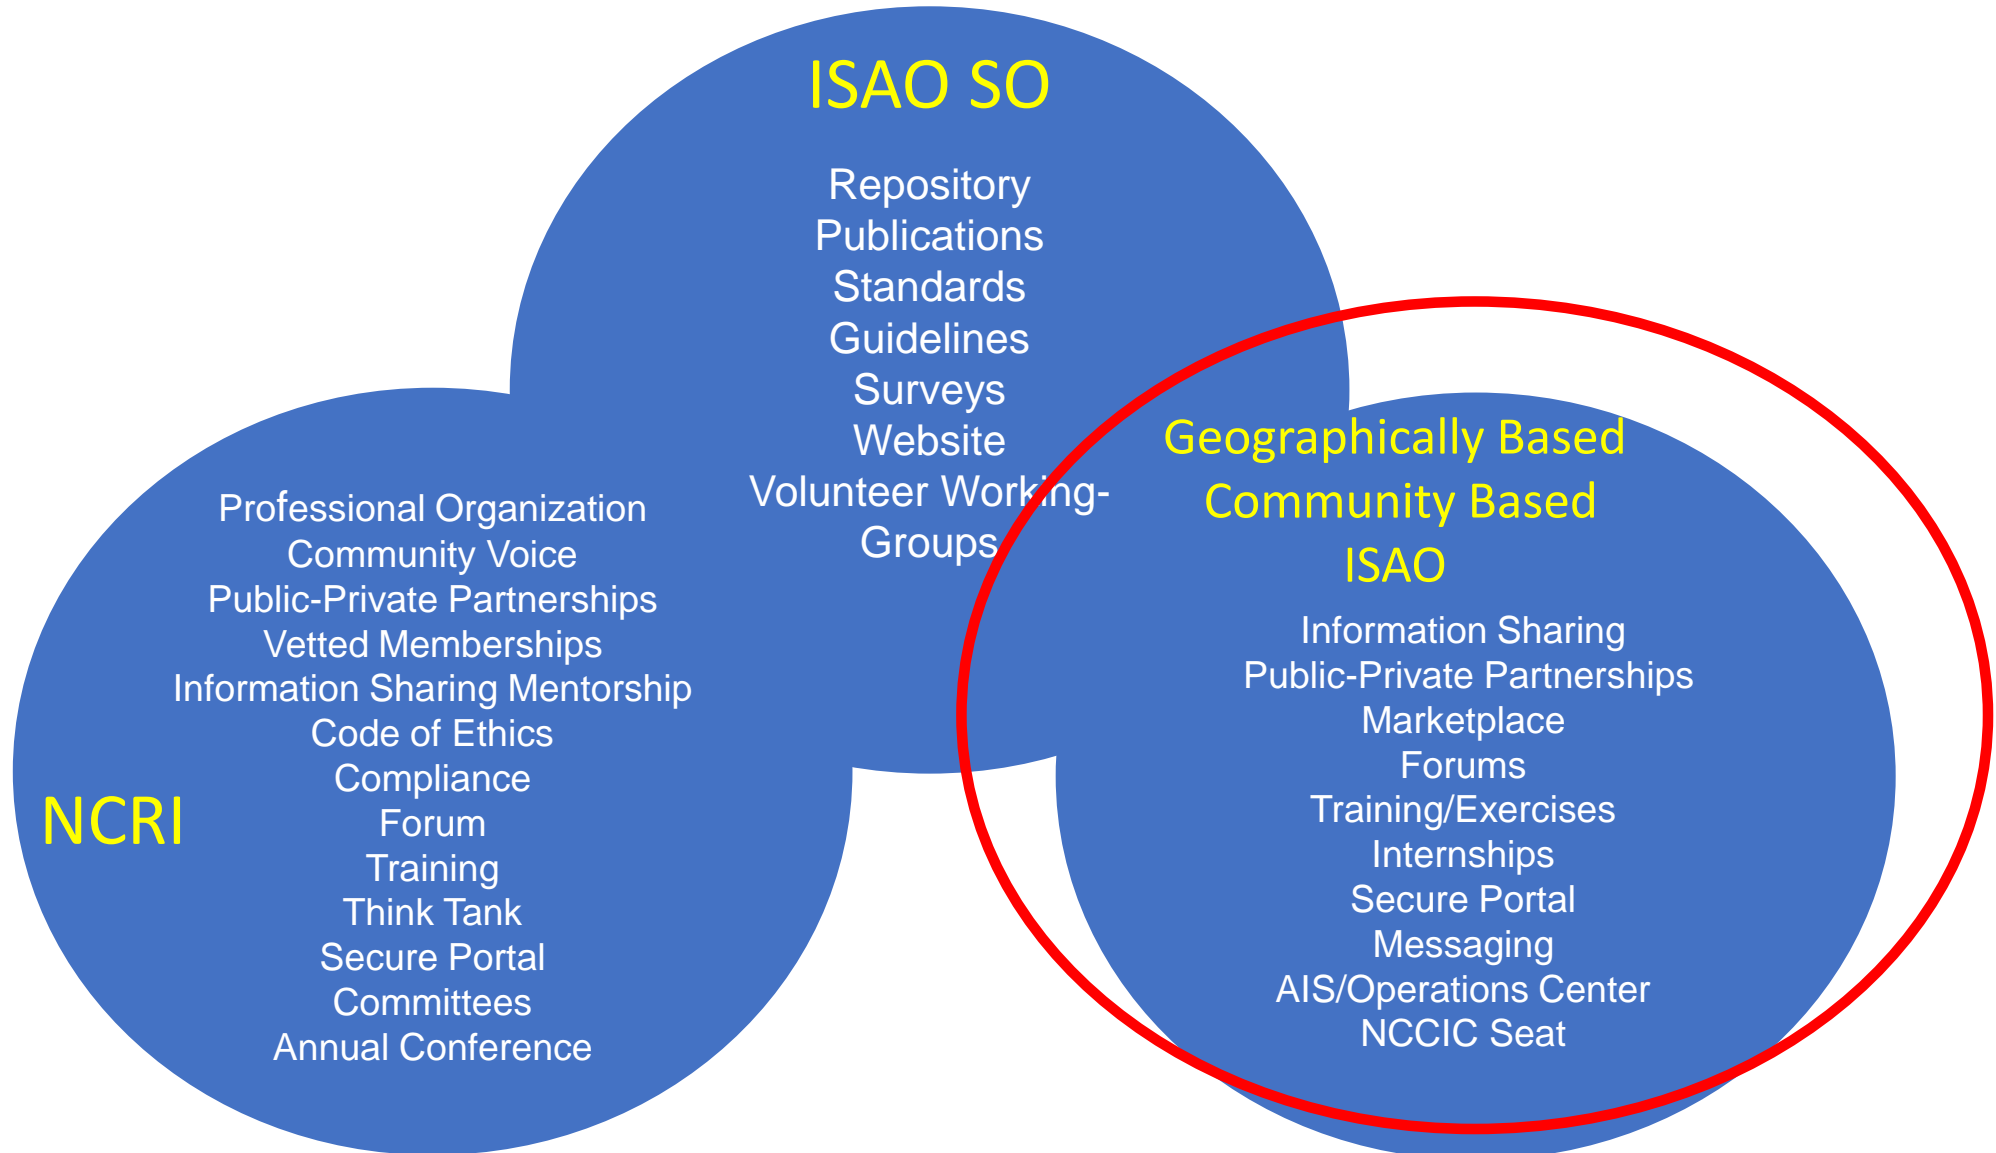 ISAO SO
Repository
Publications
Standards
Guidelines
Surveys
Website
Volunteer Working-
Groups
NCRI
Professional Organization
Community Voice
Public-Private Partnerships
Vetted Memberships
Information Sharing Mentorship
Code of Ethics
Compliance
Forum
Training
Think Tank
Secure Portal
Committees
Annual Conference
Geographically Based
Community Based
ISAO
Information Sharing
Public-Private Partnerships
Marketplace
Forums
Training/Exercises
Internships
Secure Portal
Messaging
AIS/Operations Center
NCCIC Seat